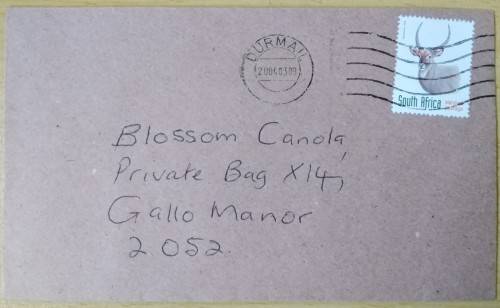 DURMAIL
South Africa
Blossom Canola,
Private Bag X14,
Gallo Manor
2052.